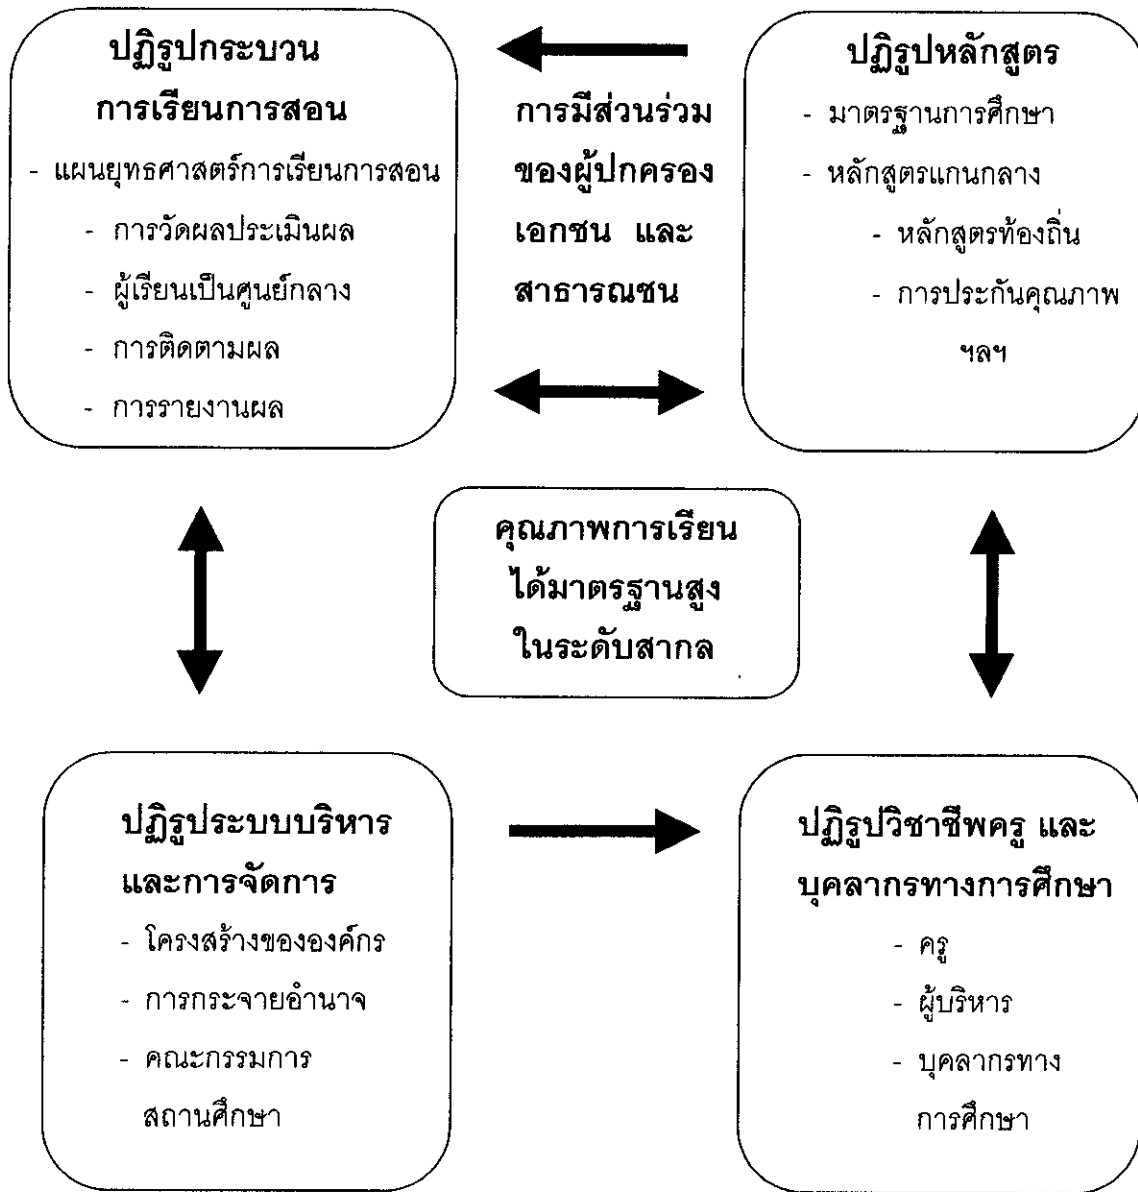 ปฏิรูปกระบวน
การเรียนการสอน
- แผนยุทธศาสตร์การเรียนการสอน
- การวัดผลประเมินผล
- ผู้เรียนเป็นศูนย์กลาง
- การติดตามผล
- การรายงานผล
การมีส่วนร่วม
ของผู้ปกครอง
เอกชน และ
สาธารณชน
ปฏิรูปหลักสูตร
- มาตรฐานการศึกษา
- หลักสูตรแกนกลาง
- หลักสูตรท้องถิ่น
- การประกันคุณภาพ
ฯลฯ
คุณภาพการเรียน
ได้มาตรฐานสูง
ในระดับสากล
ปฏิรูประบบบริหาร
และการจัดการ
- โครงสร้างขององค์กร
- การกระจายอำนาจ
- คณะกรรมการ
สถานศึกษา
ปฏิรูปวิชาชีพครู และ
บุคลากรทางการศึกษา
- ครู
- ผู้บริหาร
- บุคลากรทาง
การศึกษา